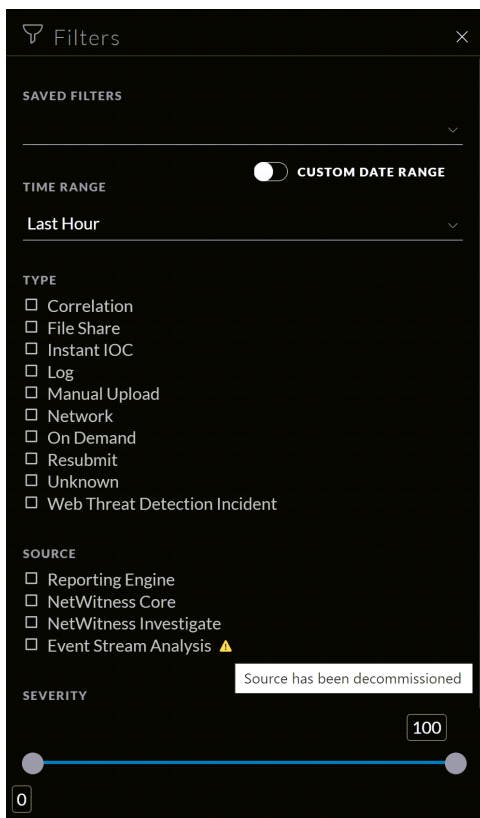 Filters
SAVED FILTERS
CUSTOM DATE RANGE
TIME RANGE
Last Hour
TYPE
Correlation
File Share
Instant IOC
Log
Manual Upload
Network
On Demand
Resubmit
Unknown
Web Threat Detection Incident
SOURCE
Reporting Engine
NetWitness Core
NetWitness Investigate
Event Stream Analysis
Source has been decommissioned
SEVERITY
100
0